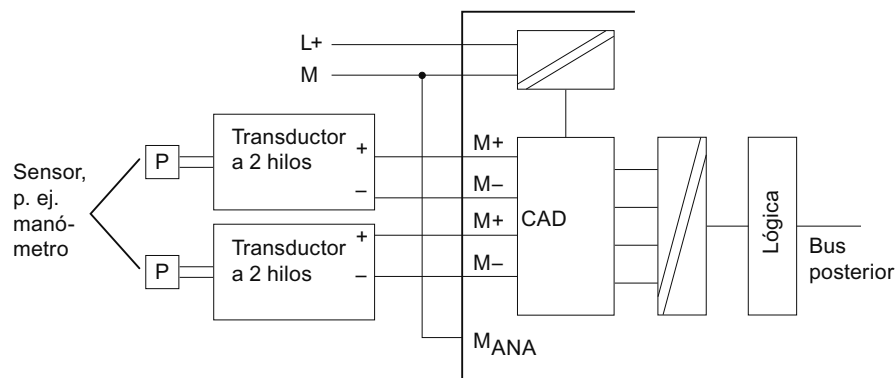 L+
M
Transductor
a 2 hilos
+
−
P
Sensor,
p. ej.
manó-
metro
Transductor
a 2 hilos
+
−
P
M+
M−
M+
M−
CAD
MANA
Lógica
Bus
posterior